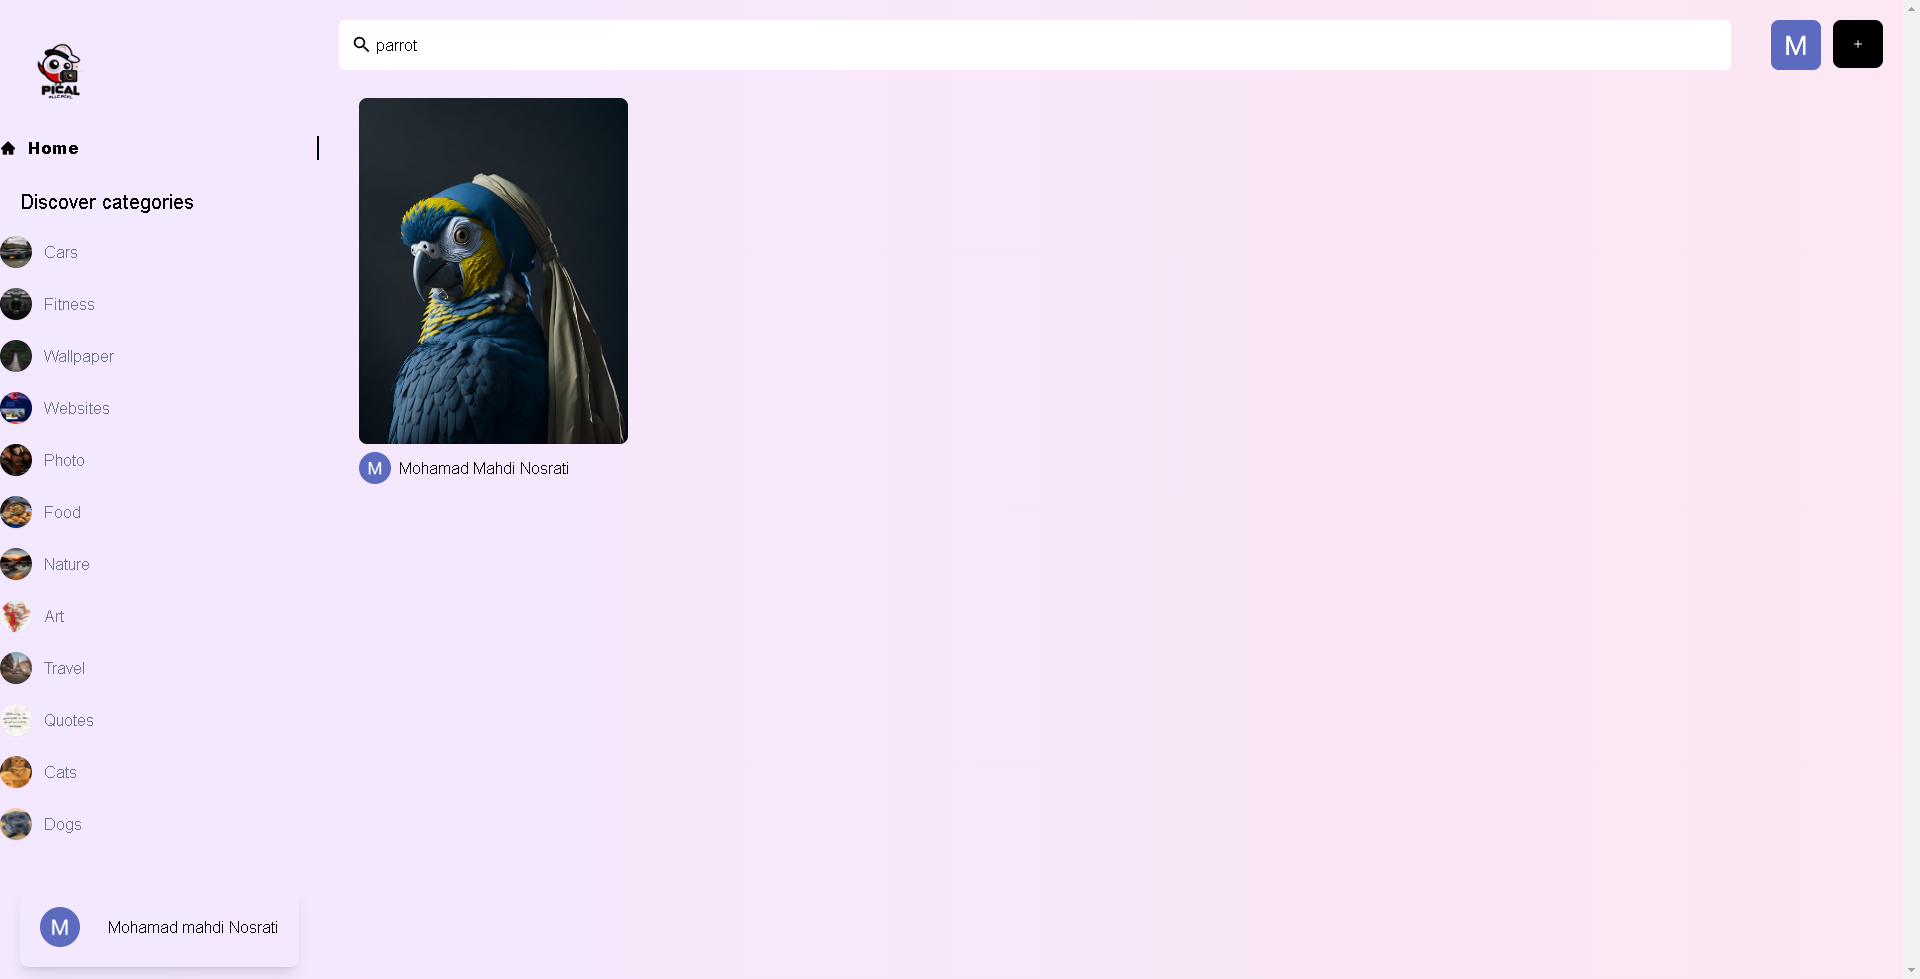 PICAL
parrot
M
+
Home
Discover categories
Cars
Fitness
Wallpaper
Websites
Photo
Food
Nature
Art
Travel
Quotes
Cats
Dogs
M Mohamad Mahdi Nosrati
M Mohamad mahdi Nosrati